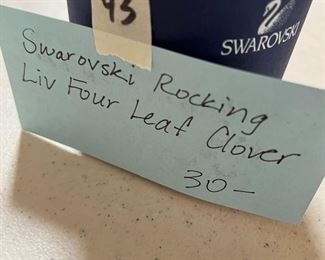 93
SWAROVSKI
Swarovski Rocking
Liv Four Leaf Clover
30-